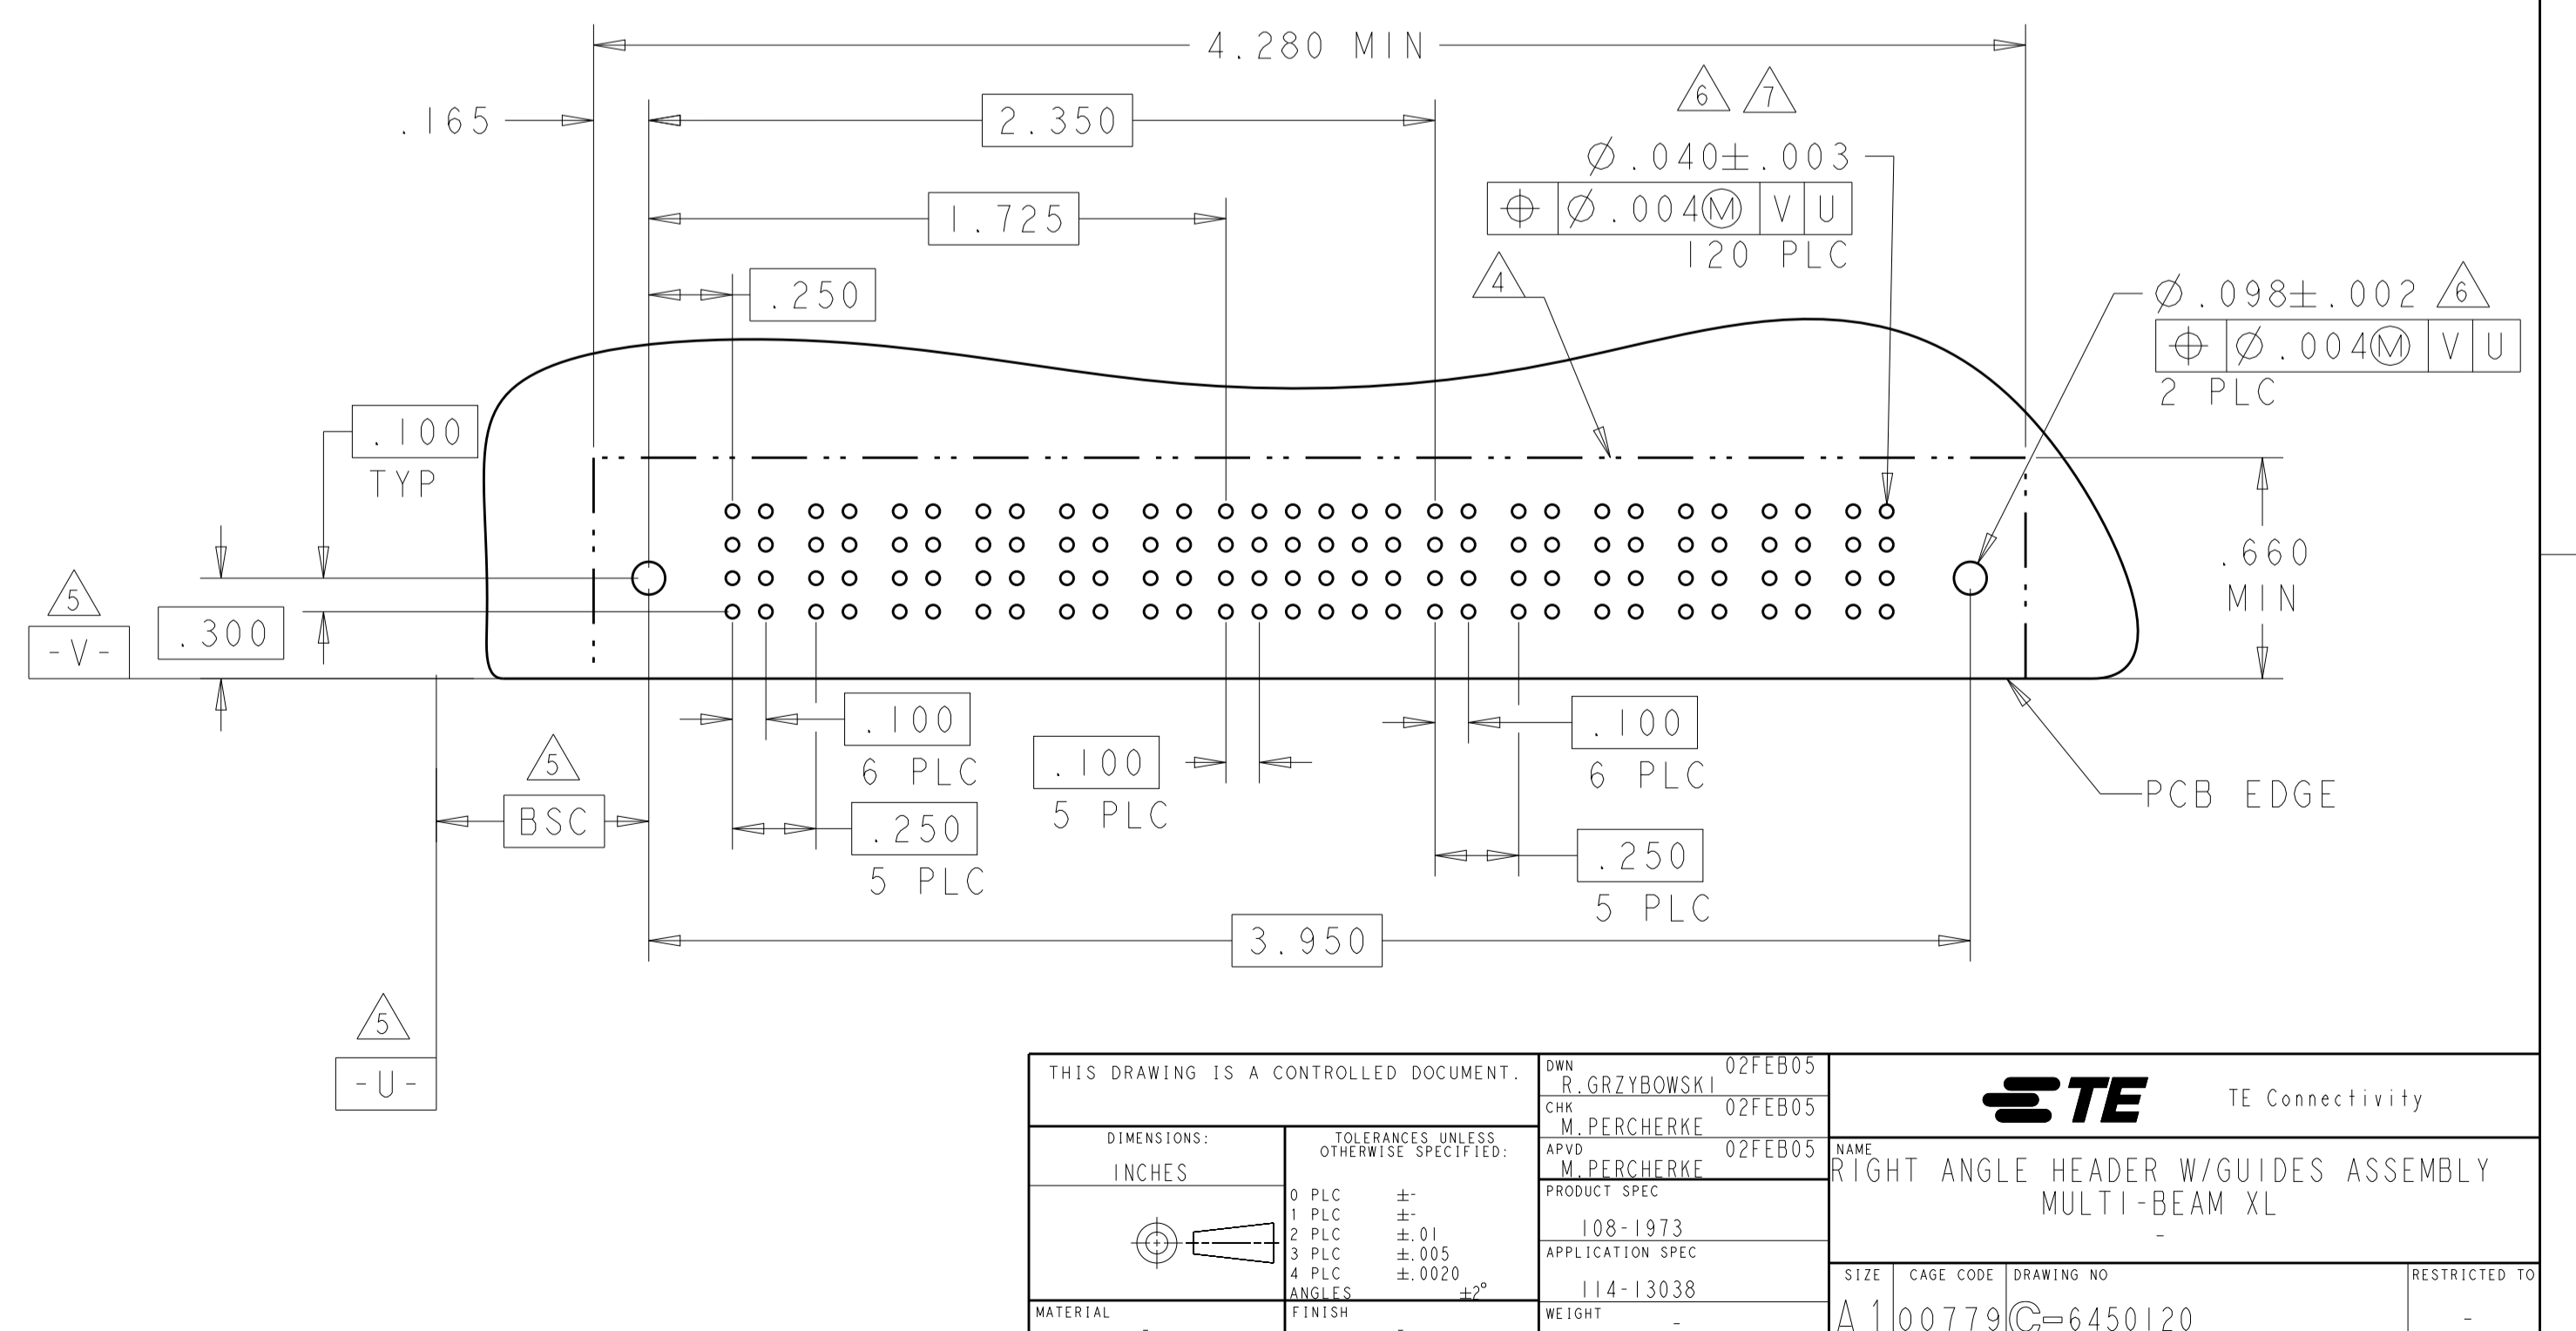 4.280 MIN
.165
2.350
6 7
Ø.040±.003
⌖ Ø.004Ⓜ V U
120 PLC
1.725
.250
4
Ø.098±.002 6
⌖ Ø.004Ⓜ V U
2 PLC
.100
TYP
.660
MIN
5
-V-
.300
.100
6 PLC
.250
5 PLC
.100
5 PLC
.100
6 PLC
.250
5 PLC
PCB EDGE
5
BSC
3.950
5
-U-
THIS DRAWING IS A CONTROLLED DOCUMENT.
DIMENSIONS:
INCHES
TOLERANCES UNLESS
OTHERWISE SPECIFIED:
0 PLC ±-
1 PLC ±-
2 PLC ±.01
3 PLC ±.005
4 PLC ±.0020
ANGLES ±2°
MATERIAL
-
FINISH
-
DWN 02FEB05
R.GRZYBOWSKI
CHK 02FEB05
M.PERCHERKE
APVD 02FEB05
M.PERCHERKE
PRODUCT SPEC
108-1973
APPLICATION SPEC
114-13038
WEIGHT
-
TE TE Connectivity
NAME
RIGHT ANGLE HEADER W/GUIDES ASSEMBLY
MULTI-BEAM XL
-
SIZE CAGE CODE DRAWING NO RESTRICTED TO
A1 00779 C-6450120 -